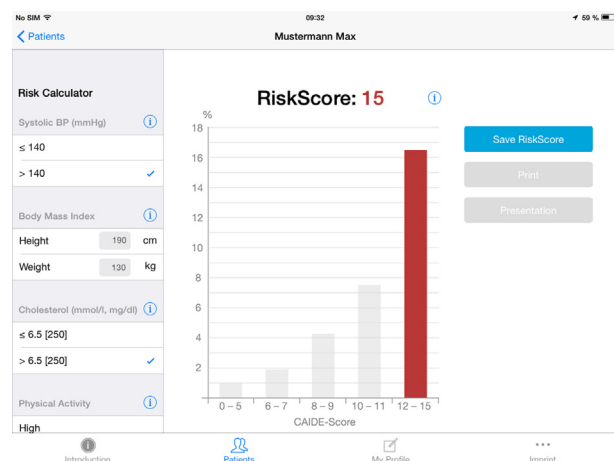 No SIM 09:32 59 %
Patients Mustermann Max
Risk Calculator
Systolic BP (mmHg)
≤ 140
> 140
Body Mass Index
Height 190 cm
Weight 130 kg
Cholesterol (mmol/l, mg/dl)
≤ 6.5 [250]
> 6.5 [250]
Physical Activity
High
RiskScore: 15
%
18
16
14
12
10
8
6
4
2
0 – 5 6 – 7 8 – 9 10 – 11 12 – 15
CAIDE-Score
Save RiskScore
Print
Presentation
Introduction Patients My Profile Imprint